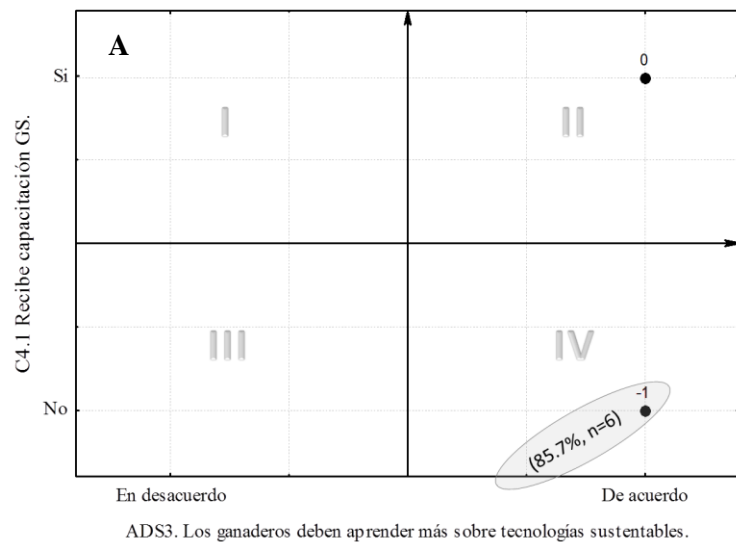 A
0
Si
I
II
C4.1 Recibe capacitación GS.
III
IV
-1
No
(85.7%, n=6)
En desacuerdo
De acuerdo
ADS3. Los ganaderos deben aprender más sobre tecnologías sustentables.